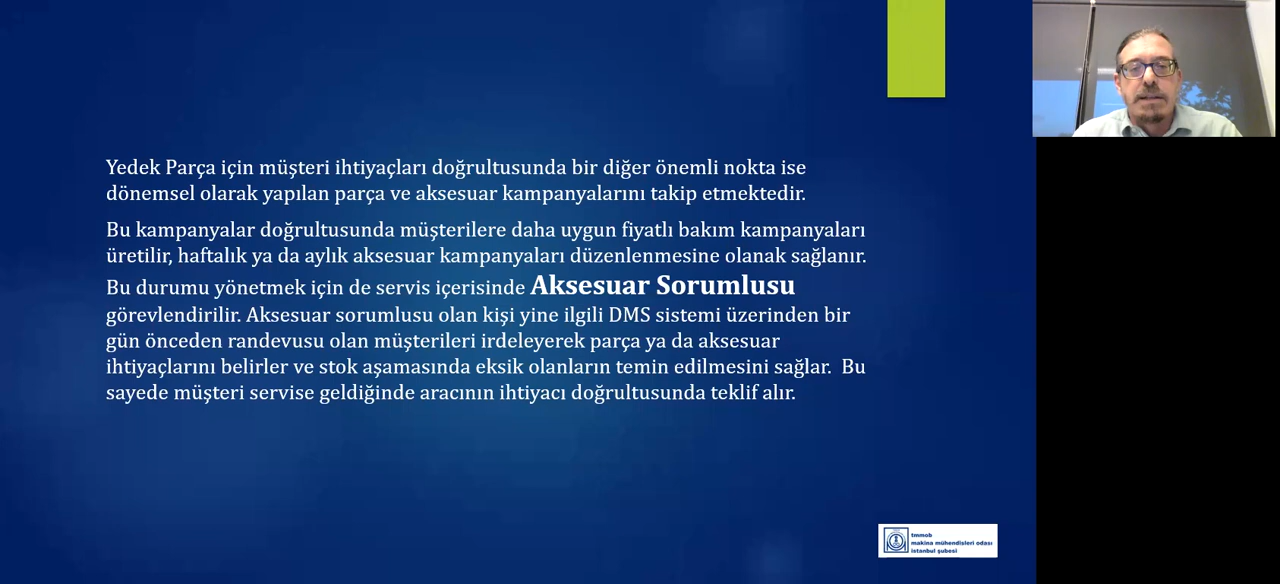 Yedek Parça için müşteri ihtiyaçları doğrultusunda bir diğer önemli nokta ise
dönemsel olarak yapılan parça ve aksesuar kampanyalarını takip etmektedir.
Bu kampanyalar doğrultusunda müşterilere daha uygun fiyatlı bakım kampanyaları
üretilir, haftalık ya da aylık aksesuar kampanyaları düzenlenmesine olanak sağlanır.
Bu durumu yönetmek için de servis içerisinde Aksesuar Sorumlusu
görevlendirilir. Aksesuar sorumlusu olan kişi yine ilgili DMS sistemi üzerinden bir
gün önceden randevusu olan müşterileri irdeleyerek parça ya da aksesuar
ihtiyaçlarını belirler ve stok aşamasında eksik olanların temin edilmesini sağlar. Bu
sayede müşteri servise geldiğinde aracının ihtiyacı doğrultusunda teklif alır.
tmmob
makina mühendisleri odası
istanbul şubesi